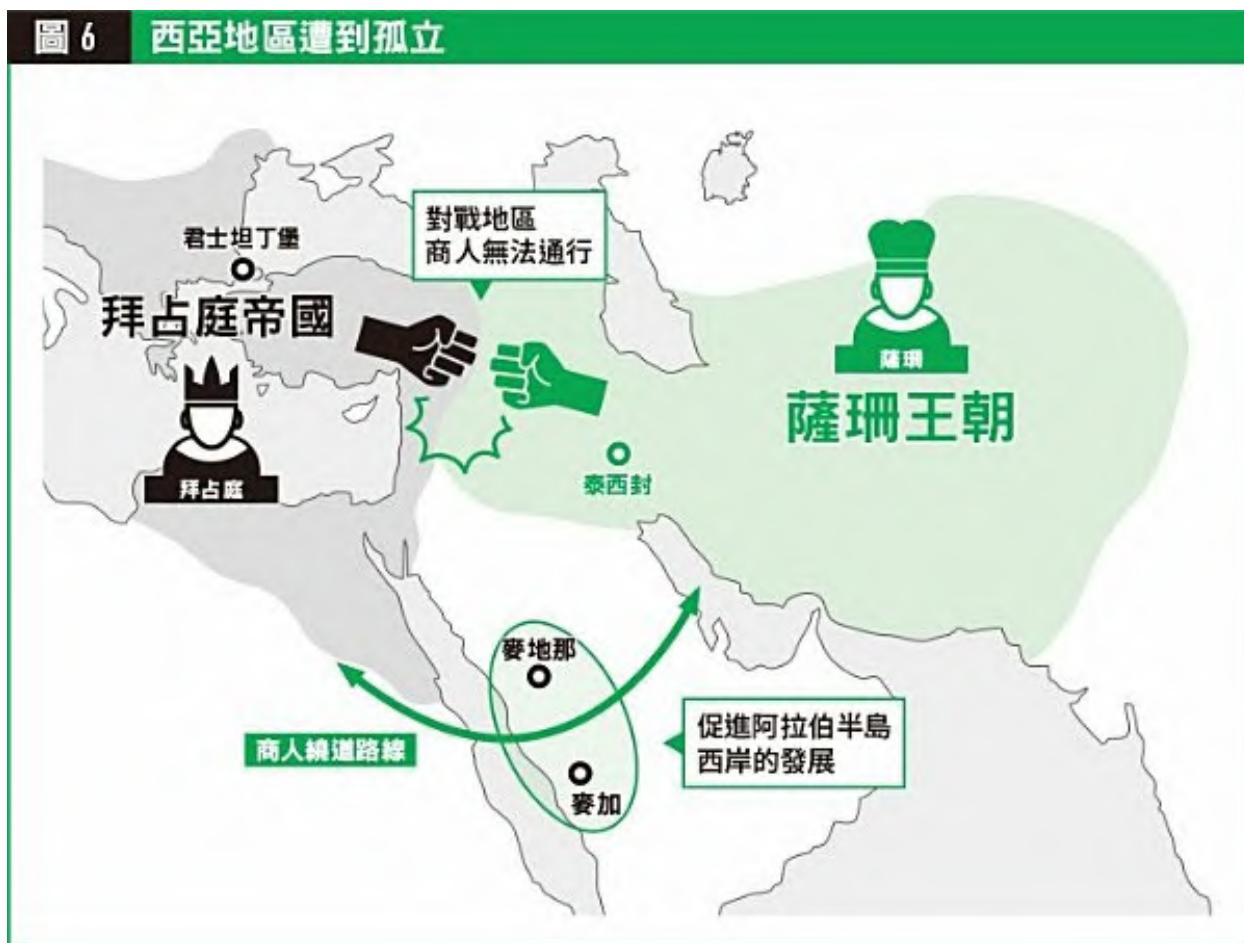 圖 6 西亞地區遭到孤立
對戰地區
商人無法通行
君士坦丁堡
拜占庭帝國
拜占庭
薩珊
薩珊王朝
泰西封
麥地那
商人繞道路線
促進阿拉伯半島
西岸的發展
麥加